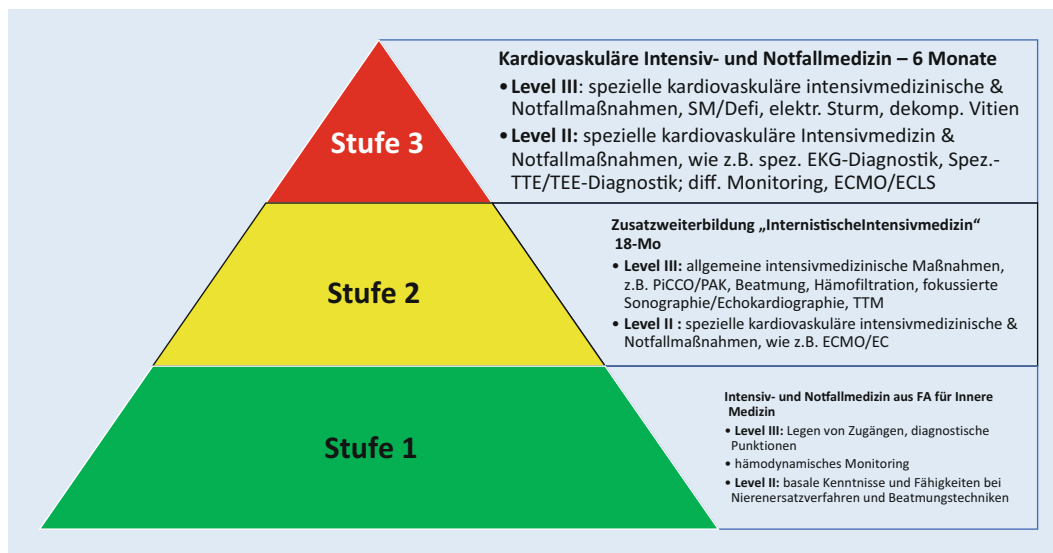 Stufe 3
Kardiovaskuläre Intensiv- und Notfallmedizin – 6 Monate
• Level III: spezielle kardiovaskuläre intensivmedizinische &
Notfallmaßnahmen, SM/Defi, elektr. Sturm, dekomp. Vitien
• Level II: spezielle kardiovaskuläre Intensivmedizin &
Notfallmaßnahmen, wie z.B. spez. EKG-Diagnostik, Spez.-
TTE/TEE-Diagnostik; diff. Monitoring, ECMO/ECLS
Stufe 2
Zusatzweiterbildung „InternistischeIntensivmedizin“
18-Mo
• Level III: allgemeine intensivmedizinische Maßnahmen,
z.B. PiCCO/PAK, Beatmung, Hämofiltration, fokussierte
Sonographie/Echokardiographie, TTM
• Level II : spezielle kardiovaskuläre intensivmedizinische &
Notfallmaßnahmen, wie z.B. ECMO/EC
Stufe 1
Intensiv- und Notfallmedizin aus FA für Innere
Medizin
• Level III: Legen von Zugängen, diagnostische
Punktionen
• hämodynamisches Monitoring
• Level II: basale Kenntnisse und Fähigkeiten bei
Nierenersatzverfahren und Beatmungstechniken